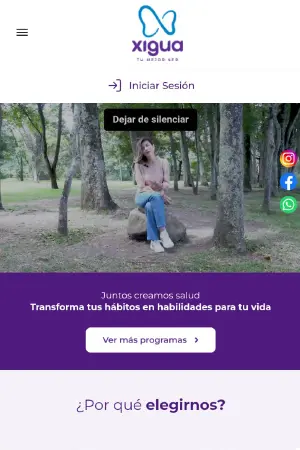 xigua
TU MEJOR SER
Iniciar Sesión
Dejar de silenciar
Juntos creamos salud
Transforma tus hábitos en habilidades para tu vida
Ver más programas
¿Por qué elegirnos?